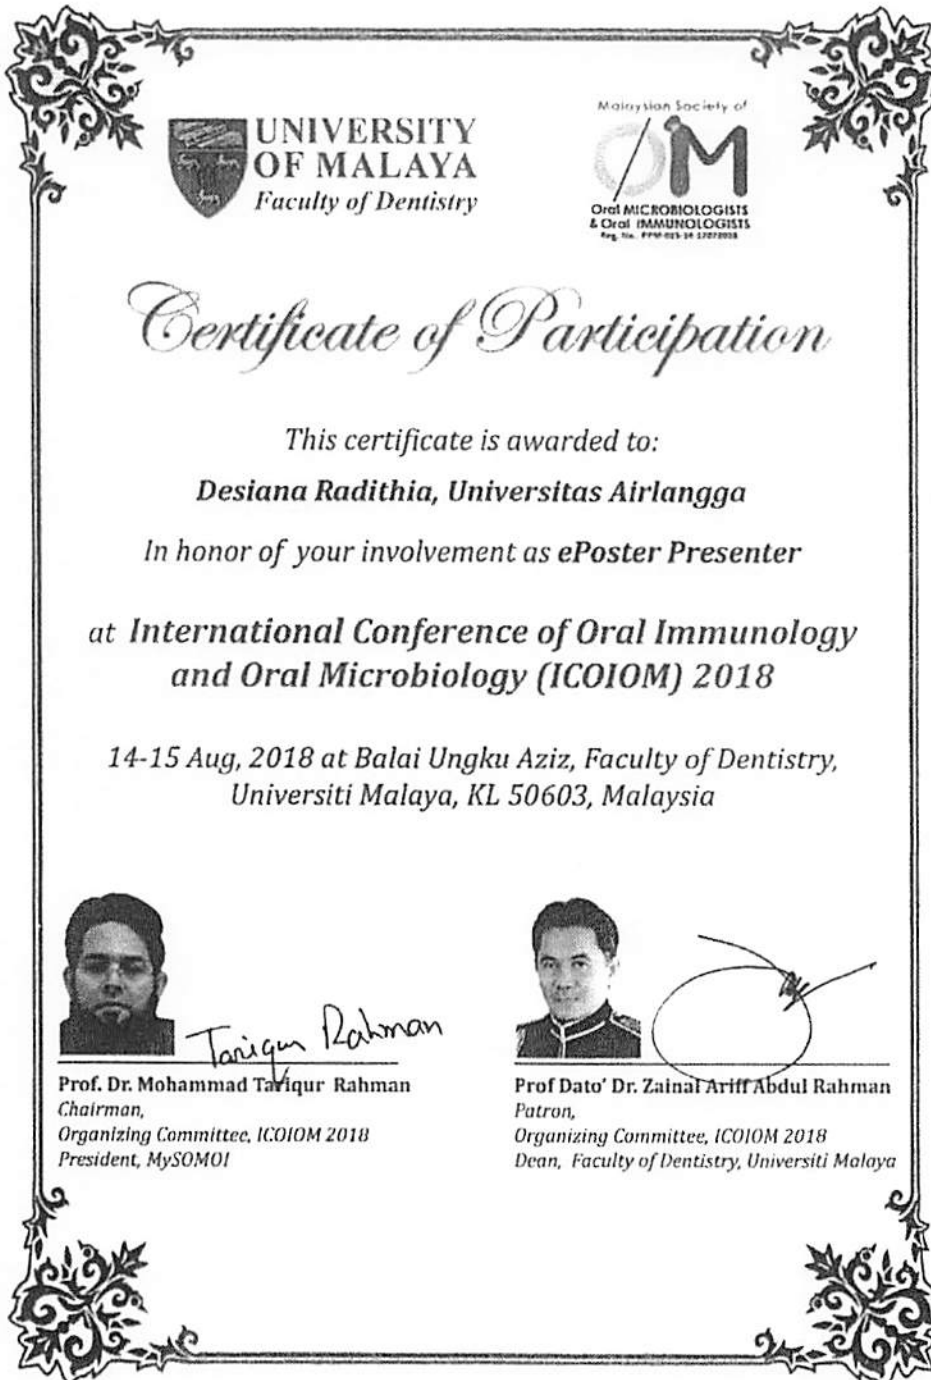 UNIVERSITY
OF MALAYA
Faculty of Dentistry
Malaysian Society of
OM
Oral MICROBIOLOGISTS
& Oral IMMUNOLOGISTS
Certificate of Participation
This certificate is awarded to:
Desiana Radithia, Universitas Airlangga
In honor of your involvement as ePoster Presenter
at International Conference of Oral Immunology
and Oral Microbiology (ICOIOM) 2018
14-15 Aug, 2018 at Balai Ungku Aziz, Faculty of Dentistry,
Universiti Malaya, KL 50603, Malaysia
Tariqur Rahman
Prof. Dr. Mohammad Tariqur Rahman
Chairman,
Organizing Committee, ICOIOM 2018
President, MySOMOI
Prof Dato' Dr. Zainal Ariff Abdul Rahman
Patron,
Organizing Committee, ICOIOM 2018
Dean, Faculty of Dentistry, Universiti Malaya